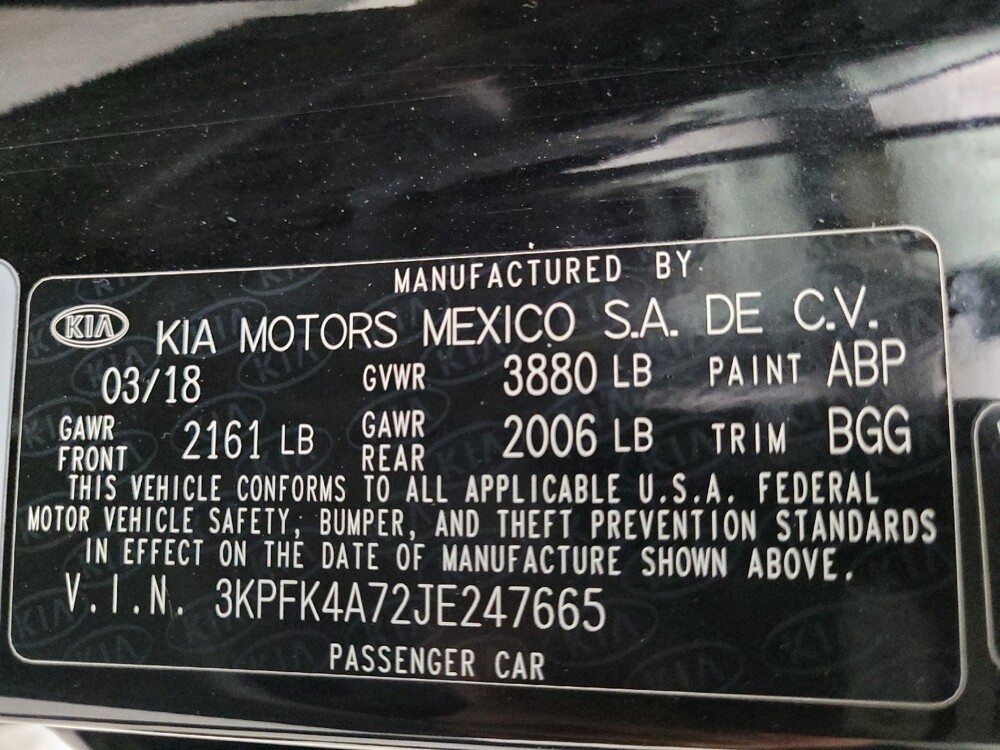 MANUFACTURED BY
KIA KIA MOTORS MEXICO S.A. DE C.V.
03/18 GVWR 3880 LB PAINT ABP
GAWR FRONT 2161 LB GAWR REAR 2006 LB TRIM BGG
THIS VEHICLE CONFORMS TO ALL APPLICABLE U.S.A. FEDERAL
MOTOR VEHICLE SAFETY, BUMPER, AND THEFT PREVENTION STANDARDS
IN EFFECT ON THE DATE OF MANUFACTURE SHOWN ABOVE.
V.I.N. 3KPFK4A72JE247665
PASSENGER CAR